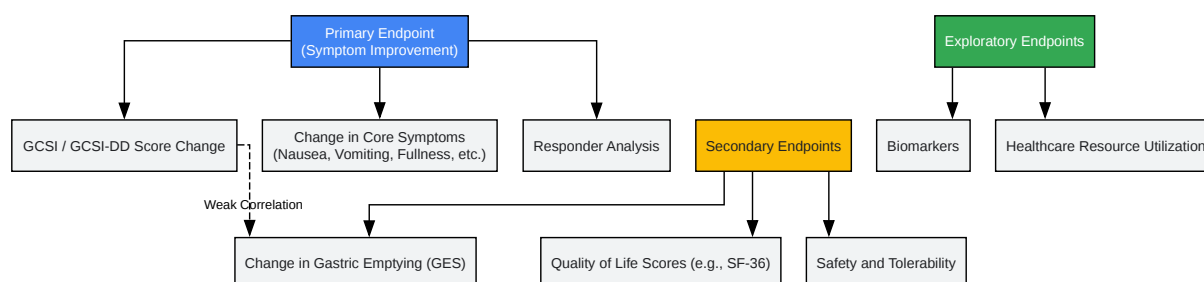 Primary Endpoint
(Symptom Improvement)
Exploratory Endpoints
GCSI / GCSI-DD Score Change
Change in Core Symptoms
(Nausea, Vomiting, Fullness, etc.)
Responder Analysis
Secondary Endpoints
Biomarkers
Healthcare Resource Utilization
Weak Correlation
Change in Gastric Emptying (GES)
Quality of Life Scores (e.g., SF-36)
Safety and Tolerability